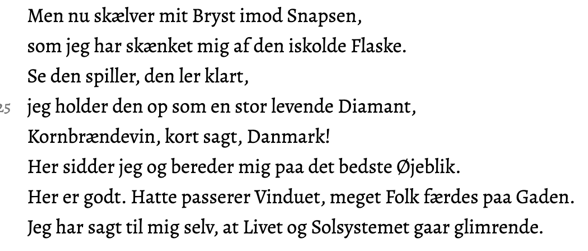 Men nu skælver mit Bryst imod Snapsen,
som jeg har skænket mig af den iskolde Flaske.
Se den spiller, den ler klart,
25 jeg holder den op som en stor levende Diamant,
Kornbrændevin, kort sagt, Danmark!
Her sidder jeg og bereder mig paa det bedste Øjeblik.
Her er godt. Hatte passerer Vinduet, meget Folk færdes paa Gaden.
Jeg har sagt til mig selv, at Livet og Solsystemet gaar glimrende.